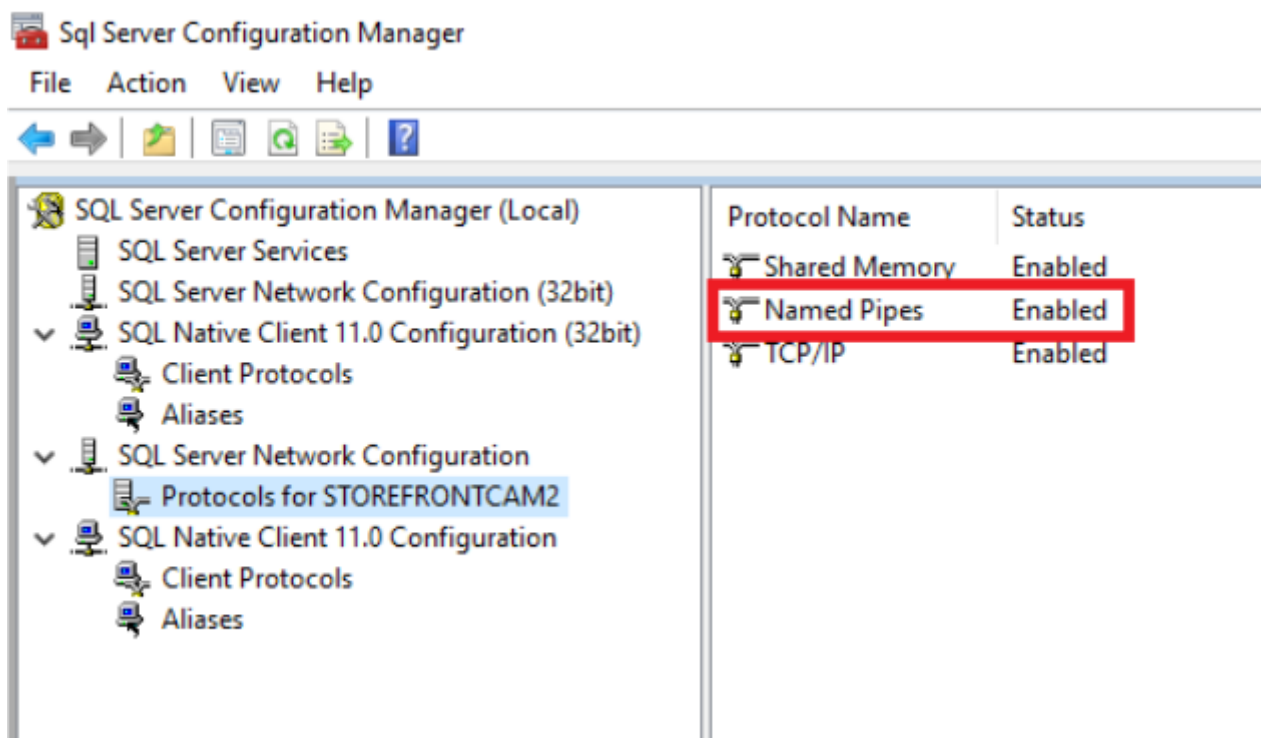 Sql Server Configuration Manager
File Action View Help
SQL Server Configuration Manager (Local)
SQL Server Services
SQL Server Network Configuration (32bit)
SQL Native Client 11.0 Configuration (32bit)
Client Protocols
Aliases
SQL Server Network Configuration
Protocols for STOREFRONTCAM2
SQL Native Client 11.0 Configuration
Client Protocols
Aliases
Protocol Name Status
Shared Memory Enabled
Named Pipes Enabled
TCP/IP Enabled